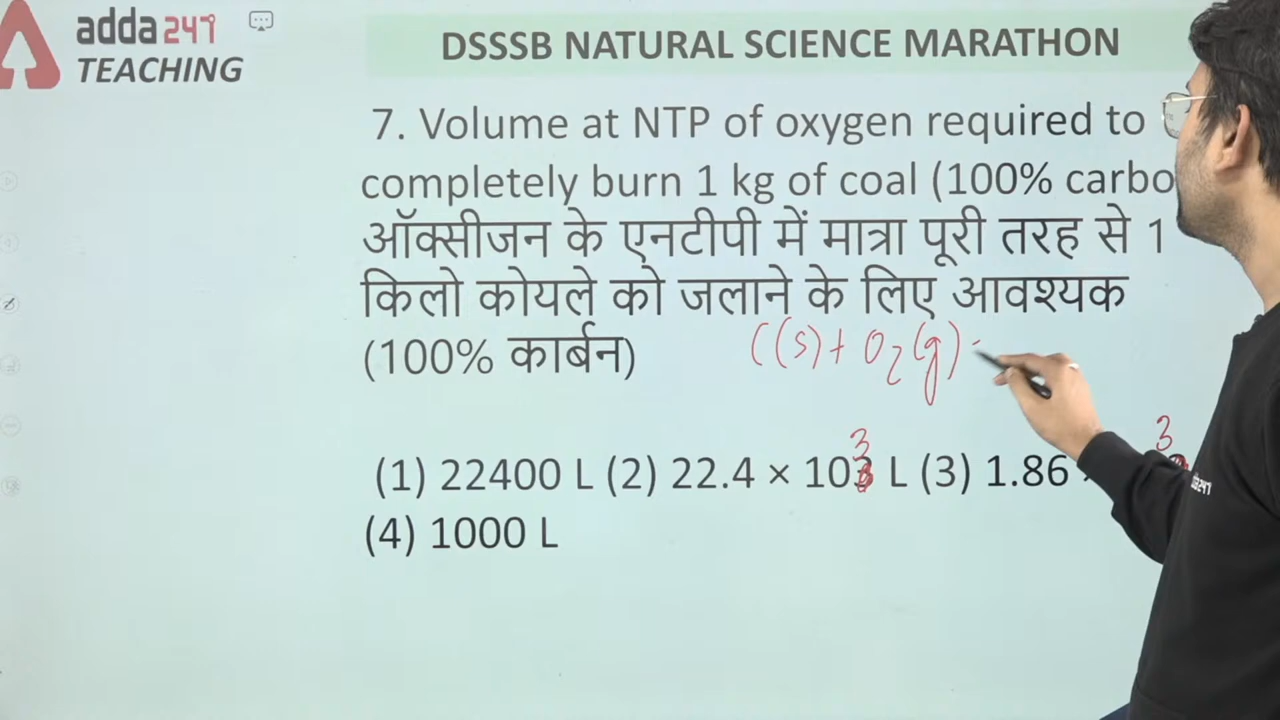 adda247
TEACHING
DSSSB NATURAL SCIENCE MARATHON
7. Volume at NTP of oxygen required to
completely burn 1 kg of coal (100% carbo
ऑक्सीजन के एनटीपी में मात्रा पूरी तरह से 1
किलो कोयले को जलाने के लिए आवश्यक
(100% कार्बन)
C(s) + O2(g)
(1) 22400 L (2) 22.4 × 10³ L (3) 1.86 3
(4) 1000 L